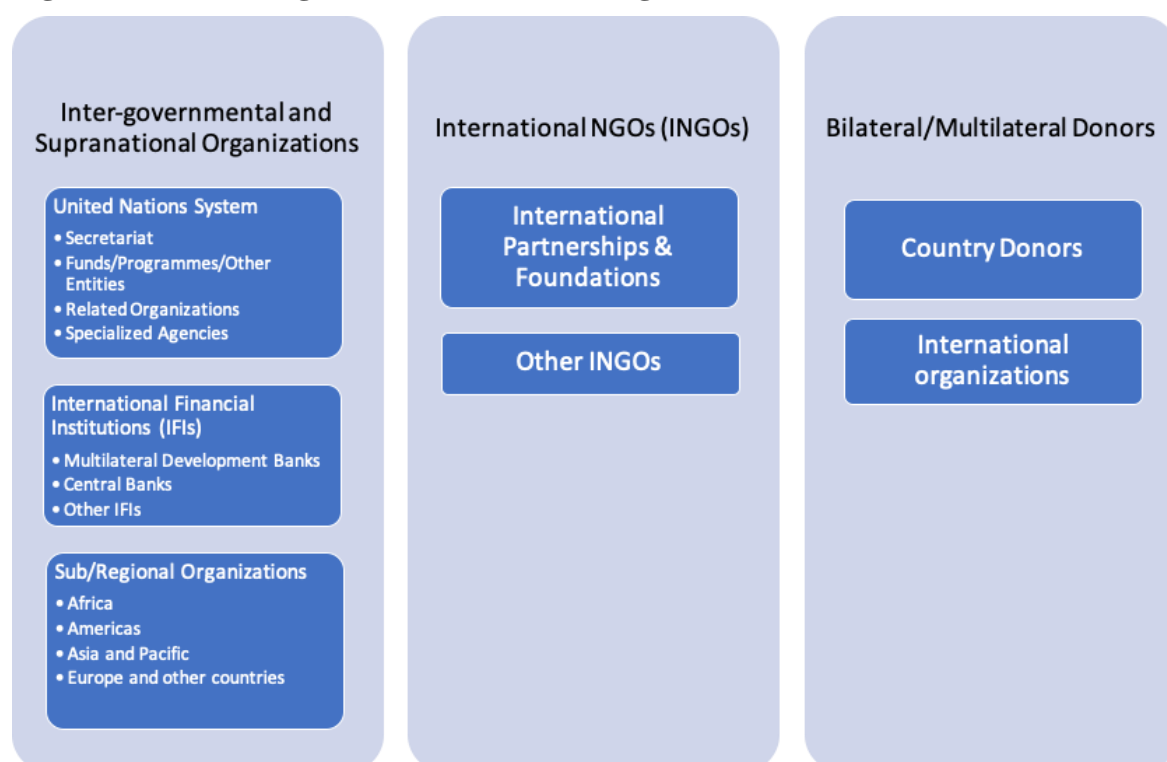 Inter-governmental and
Supranational Organizations
United Nations System
• Secretariat
• Funds/Programmes/Other
Entities
• Related Organizations
• Specialized Agencies
International Financial
Institutions (IFIs)
• Multilateral Development Banks
• Central Banks
• Other IFIs
Sub/Regional Organizations
• Africa
• Americas
• Asia and Pacific
• Europe and other countries
International NGOs (INGOs)
International
Partnerships &
Foundations
Other INGOs
Bilateral/Multilateral Donors
Country Donors
International
organizations